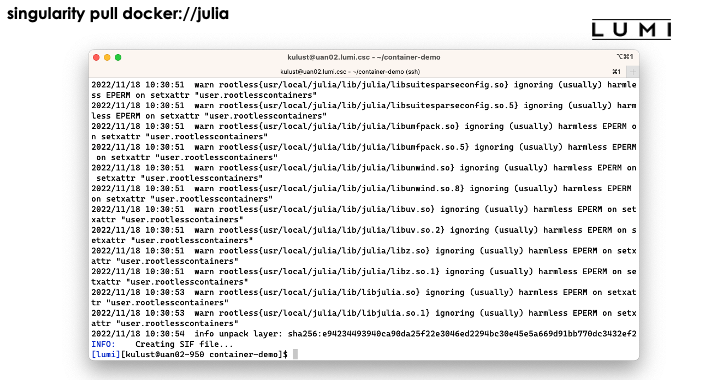 singularity pull docker://julia
LUMI
kulust@uan02.lumi.csc - ~/container-demo
⌥⌘1
kulust@uan02.lumi.csc - ~/container-demo (ssh)
⌘1
2022/11/18 10:30:51  warn rootless{usr/local/julia/lib/julia/libsuitesparseconfig.so} ignoring (usually) harmle
ss EPERM on setxattr "user.rootlesscontainers"
2022/11/18 10:30:51  warn rootless{usr/local/julia/lib/julia/libsuitesparseconfig.so.5} ignoring (usually) harm
less EPERM on setxattr "user.rootlesscontainers"
2022/11/18 10:30:51  warn rootless{usr/local/julia/lib/julia/libumfpack.so} ignoring (usually) harmless EPERM o
n setxattr "user.rootlesscontainers"
2022/11/18 10:30:51  warn rootless{usr/local/julia/lib/julia/libumfpack.so.5} ignoring (usually) harmless EPERM
 on setxattr "user.rootlesscontainers"
2022/11/18 10:30:51  warn rootless{usr/local/julia/lib/julia/libunwind.so} ignoring (usually) harmless EPERM on
 setxattr "user.rootlesscontainers"
2022/11/18 10:30:51  warn rootless{usr/local/julia/lib/julia/libunwind.so.8} ignoring (usually) harmless EPERM
on setxattr "user.rootlesscontainers"
2022/11/18 10:30:51  warn rootless{usr/local/julia/lib/julia/libuv.so} ignoring (usually) harmless EPERM on set
xattr "user.rootlesscontainers"
2022/11/18 10:30:51  warn rootless{usr/local/julia/lib/julia/libuv.so.2} ignoring (usually) harmless EPERM on s
etxattr "user.rootlesscontainers"
2022/11/18 10:30:51  warn rootless{usr/local/julia/lib/julia/libz.so} ignoring (usually) harmless EPERM on setx
attr "user.rootlesscontainers"
2022/11/18 10:30:51  warn rootless{usr/local/julia/lib/julia/libz.so.1} ignoring (usually) harmless EPERM on se
txattr "user.rootlesscontainers"
2022/11/18 10:30:53  warn rootless{usr/local/julia/lib/libjulia.so} ignoring (usually) harmless EPERM on setxat
tr "user.rootlesscontainers"
2022/11/18 10:30:53  warn rootless{usr/local/julia/lib/libjulia.so.1} ignoring (usually) harmless EPERM on setx
attr "user.rootlesscontainers"
2022/11/18 10:30:54  info unpack layer: sha256:e94234493940ca90da25f22e3046ed2294bc30e45e5a669d91bb770dc3432ef2
INFO:    Creating SIF file...
[lumi][kulust@uan02-950 container-demo]$